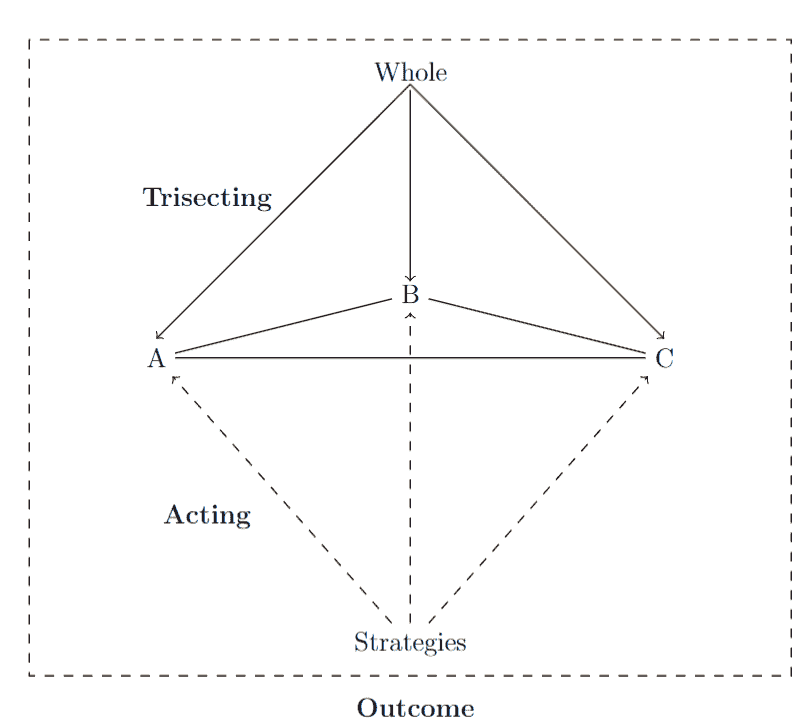 Whole
Trisecting
B
A
C
Acting
Strategies
Outcome